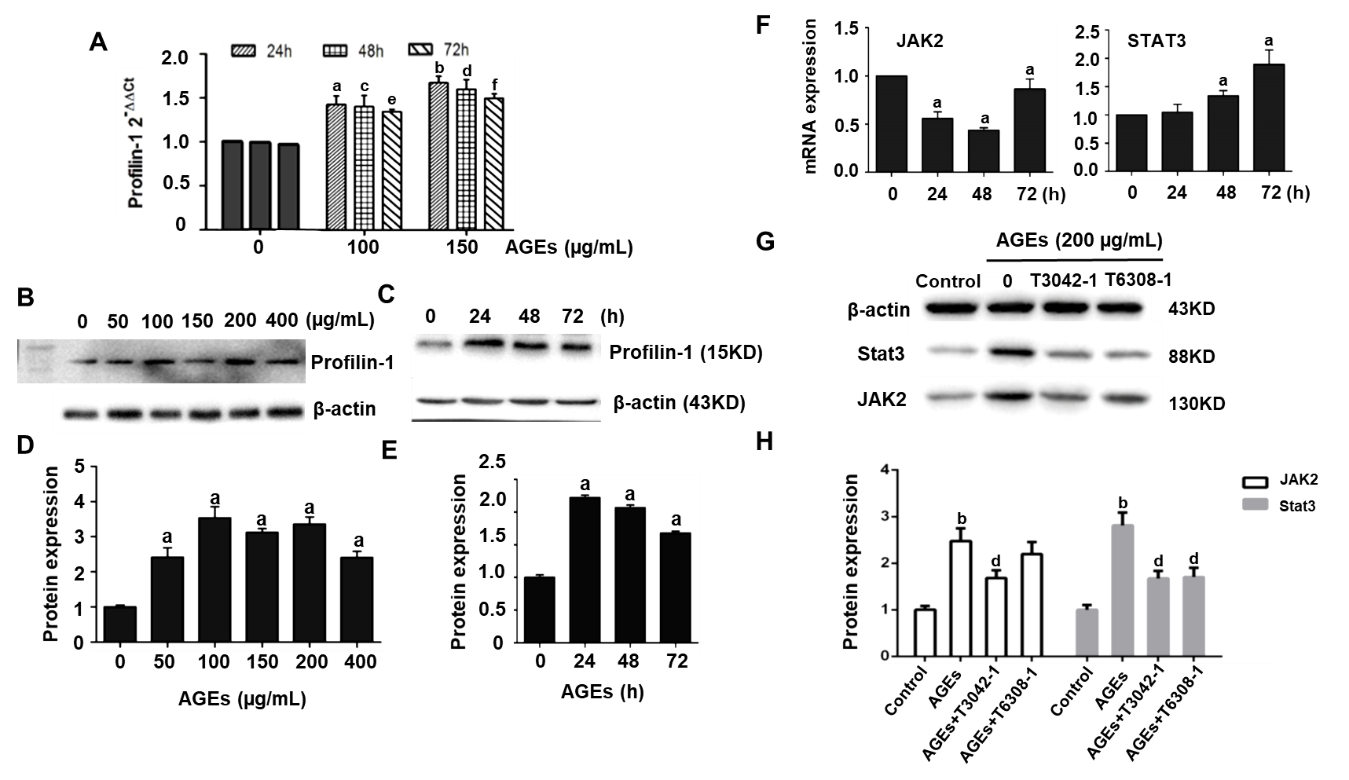 A
24h 48h 72h
Profilin-1 2^-ΔΔCt
2.0
1.5
1.0
0.5
0
a c e b d f
0 100 150 AGEs (µg/mL)
B
0 50 100 150 200 400 (µg/mL)
Profilin-1
β-actin
C
0 24 48 72 (h)
Profilin-1 (15KD)
β-actin (43KD)
D
Protein expression
5
4
3
2
1
0
a a a a a
0 50 100 150 200 400
AGEs (µg/mL)
E
Protein expression
2.5
2.0
1.5
1.0
0.5
0
a a a
0 24 48 72
AGEs (h)
F
mRNA expression
JAK2
1.5
1.0
0.5
0.0
a a a
0 24 48 72 (h)
STAT3
2.5
2.0
1.5
1.0
0.5
0.0
a a
0 24 48 72 (h)
G
AGEs (200 µg/mL)
Control 0 T3042-1 T6308-1
β-actin 43KD
Stat3 88KD
JAK2 130KD
H
Protein expression
4
3
2
1
0
b d b d d
JAK2
Stat3
Control AGEs AGEs+T3042-1 AGEs+T6308-1 Control AGEs AGEs+T3042-1 AGEs+T6308-1